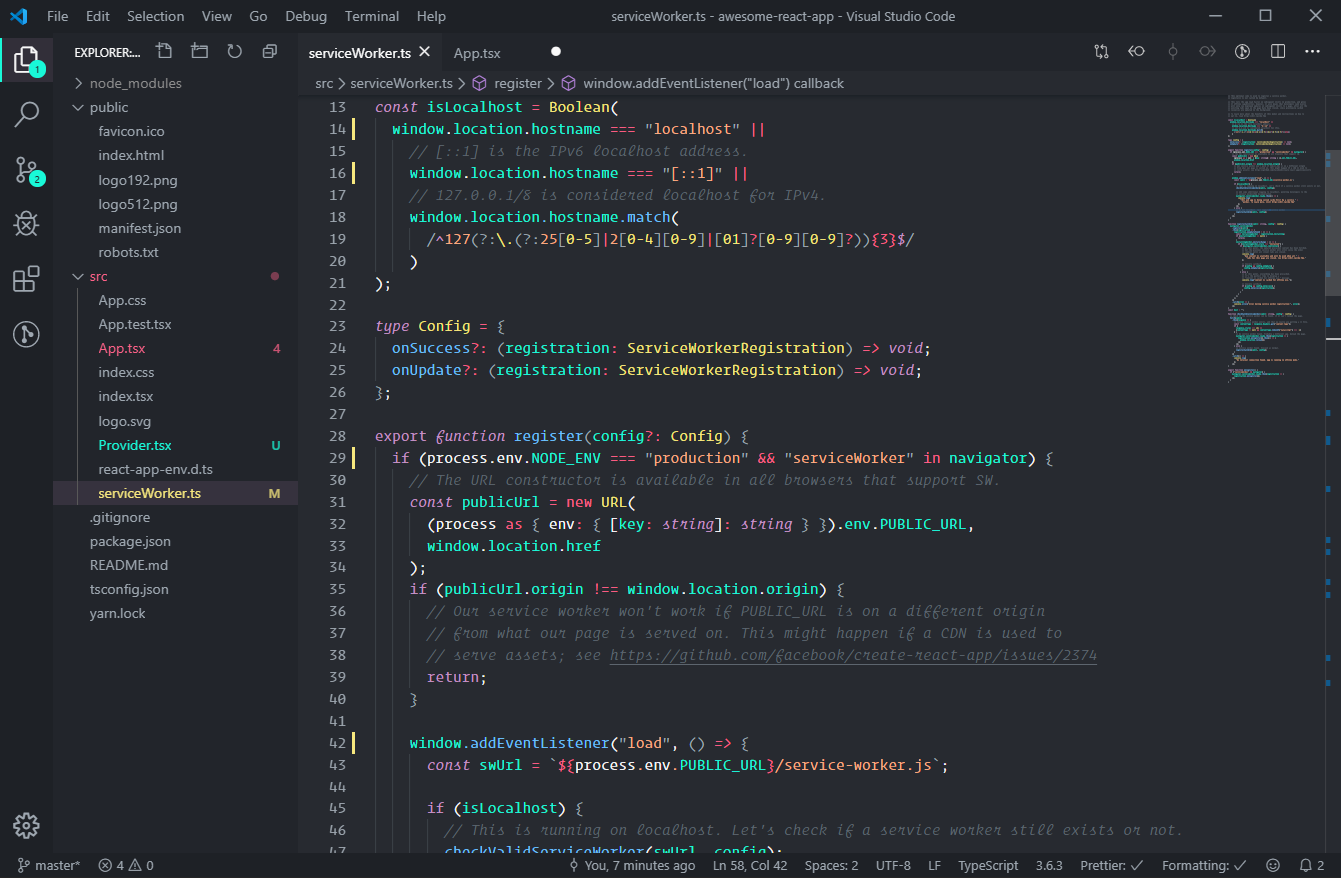 File Edit Selection View Go Debug Terminal Help
serviceWorker.ts - awesome-react-app - Visual Studio Code
1
2
EXPLORER:...
node_modules
public
favicon.ico
index.html
logo192.png
logo512.png
manifest.json
robots.txt
src
App.css
App.test.tsx
App.tsx 4
index.css
index.tsx
logo.svg
Provider.tsx U
react-app-env.d.ts
serviceWorker.ts M
.gitignore
package.json
README.md
tsconfig.json
yarn.lock
serviceWorker.ts App.tsx
src > serviceWorker.ts > register > window.addEventListener("load") callback
13 const isLocalhost = Boolean(
14 window.location.hostname === "localhost" ||
15 // [::1] is the IPv6 localhost address.
16 window.location.hostname === "[::1]" ||
17 // 127.0.0.1/8 is considered localhost for IPv4.
18 window.location.hostname.match(
19 /^127(?:\.(?:25[0-5]|2[0-4][0-9]|[01]?[0-9][0-9]?)){3}$/
20 )
21 );
22
23 type Config = {
24 onSuccess?: (registration: ServiceWorkerRegistration) => void;
25 onUpdate?: (registration: ServiceWorkerRegistration) => void;
26 };
27
28 export function register(config?: Config) {
29 if (process.env.NODE_ENV === "production" && "serviceWorker" in navigator) {
30 // The URL constructor is available in all browsers that support SW.
31 const publicUrl = new URL(
32 (process as { env: { [key: string]: string } }).env.PUBLIC_URL,
33 window.location.href
34 );
35 if (publicUrl.origin !== window.location.origin) {
36 // Our service worker won't work if PUBLIC_URL is on a different origin
37 // from what our page is served on. This might happen if a CDN is used to
38 // serve assets; see https://github.com/facebook/create-react-app/issues/2374
39 return;
40 }
41
42 window.addEventListener("load", () => {
43 const swUrl = `${process.env.PUBLIC_URL}/service-worker.js`;
44
45 if (isLocalhost) {
46 // This is running on localhost. Let's check if a service worker still exists or not.
47 checkValidServiceWorker(swUrl, config);
master* 4 0 You, 7 minutes ago Ln 58, Col 42 Spaces: 2 UTF-8 LF TypeScript 3.6.3 Prettier: ✓ Formatting: ✓ 2